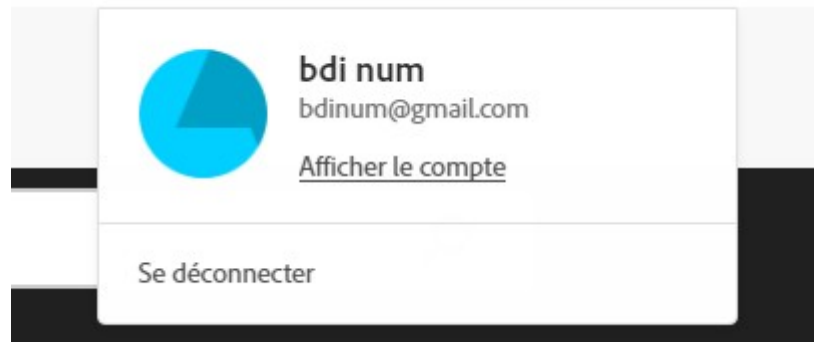 bdi num
bdinum@gmail.com
Afficher le compte
Se déconnecter